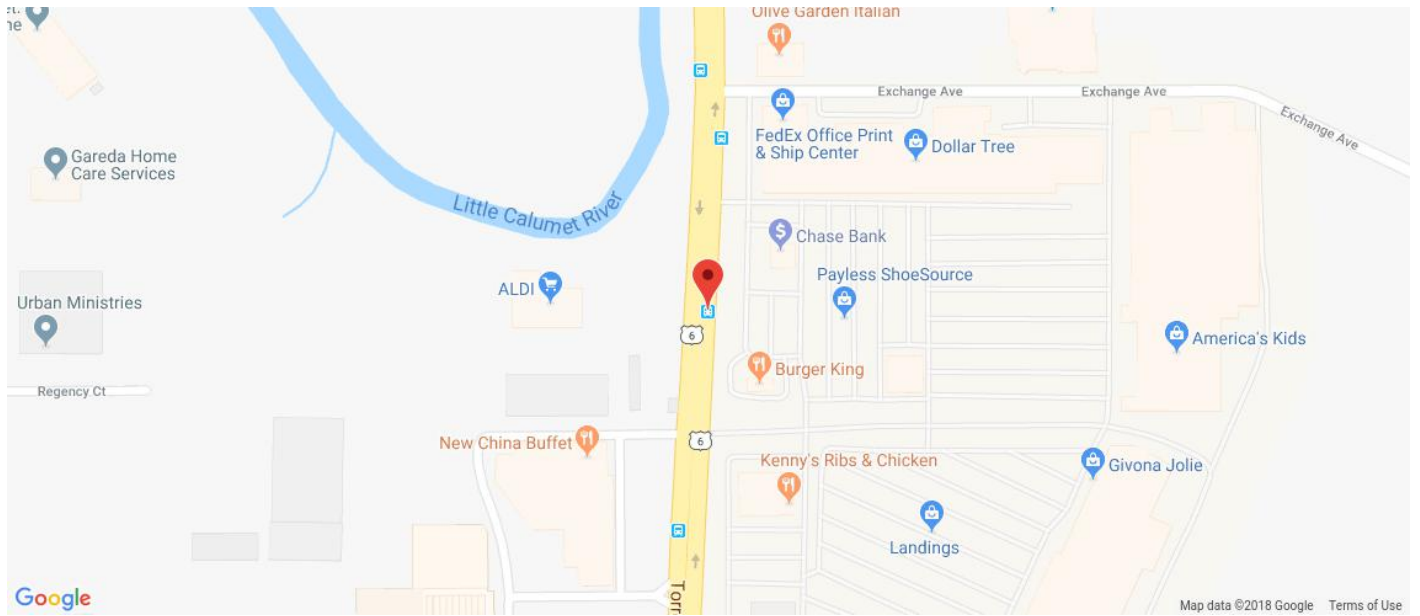 Olive Garden Italian
Exchange Ave
Exchange Ave
Exchange Ave
FedEx Office Print
& Ship Center
Dollar Tree
Gareda Home
Care Services
Little Calumet River
Chase Bank
Payless ShoeSource
ALDI
Urban Ministries
6
America's Kids
Burger King
Regency Ct
New China Buffet
6
Kenny's Ribs & Chicken
Givona Jolie
Landings
Google
Map data ©2018 Google Terms of Use